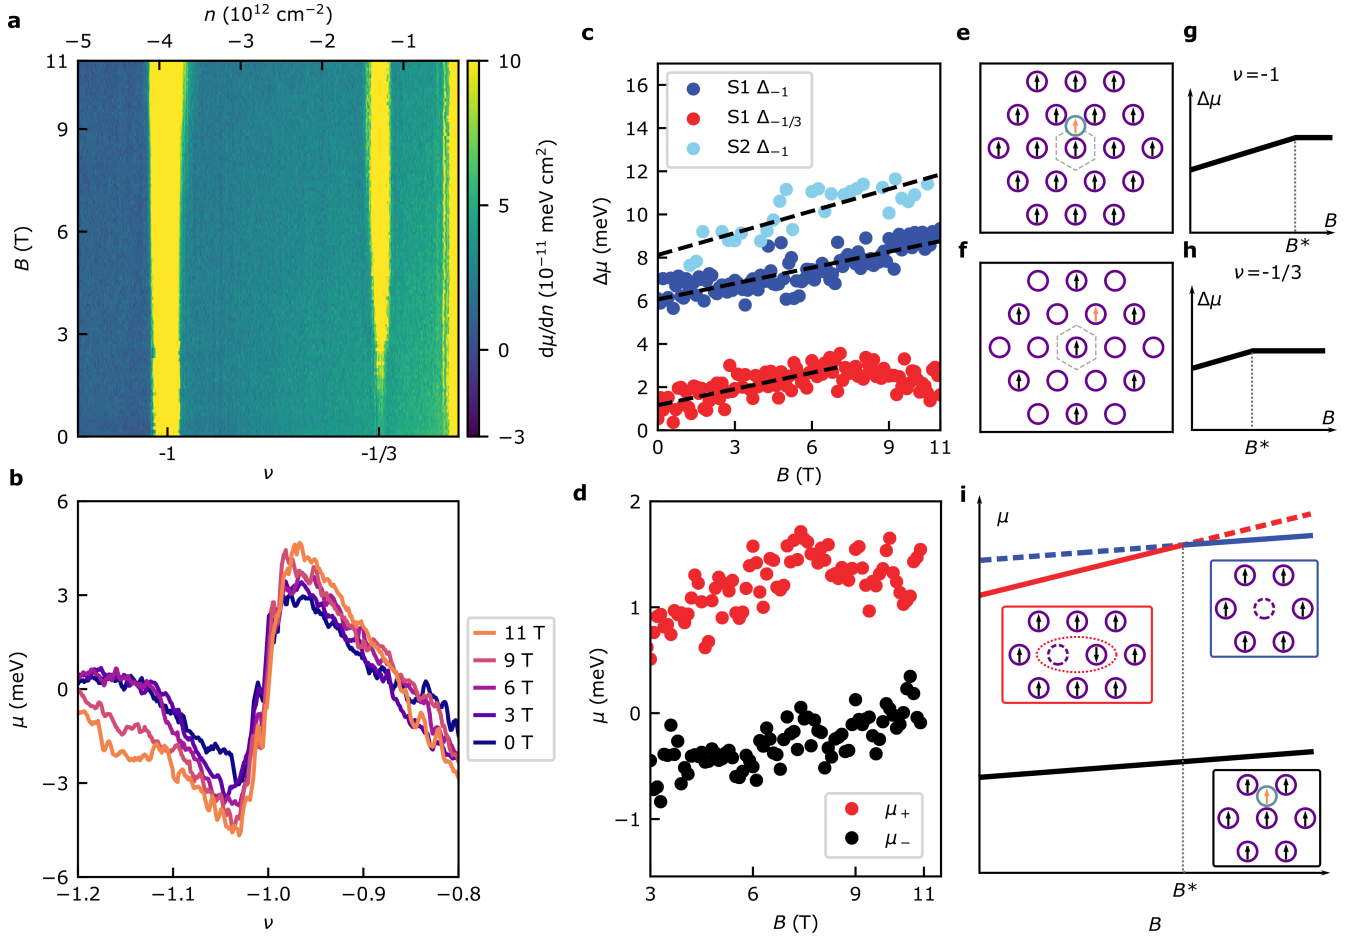 a
n (10¹² cm⁻²)
−5 −4 −3 −2 −1
11
9
6
3
0
B (T)
-1 -1/3
ν
10
5
0
−3
dμ/dn (10⁻¹¹ meV cm²)
b
6
3
0
−3
−6
μ (meV)
−1.2 −1.1 −1.0 −0.9 −0.8
ν
11 T
9 T
6 T
3 T
0 T
c
16
14
12
10
8
6
4
2
0
Δμ (meV)
S1 Δ₋₁
S1 Δ₋₁/₃
S2 Δ₋₁
0 3 6 9 11
B (T)
d
2
1
0
−1
μ (meV)
μ₊
μ₋
3 6 9 11
B (T)
e
f
g
ν=-1
Δμ
B
B*
h
ν=-1/3
Δμ
B
B*
i
μ
B*
B